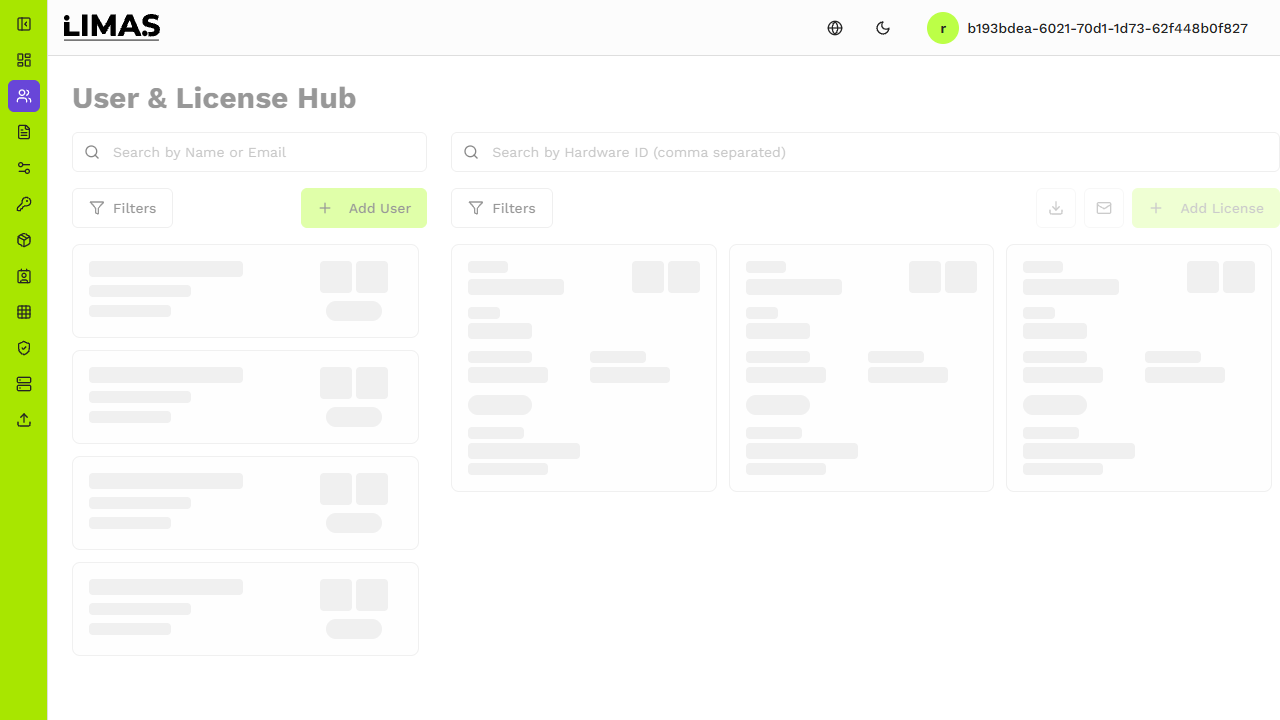 LIMAS
r
b193bdea-6021-70d1-1d73-62f448b0f827
User & License Hub
Search by Name or Email
Search by Hardware ID (comma separated)
Filters
Add User
Filters
Add License